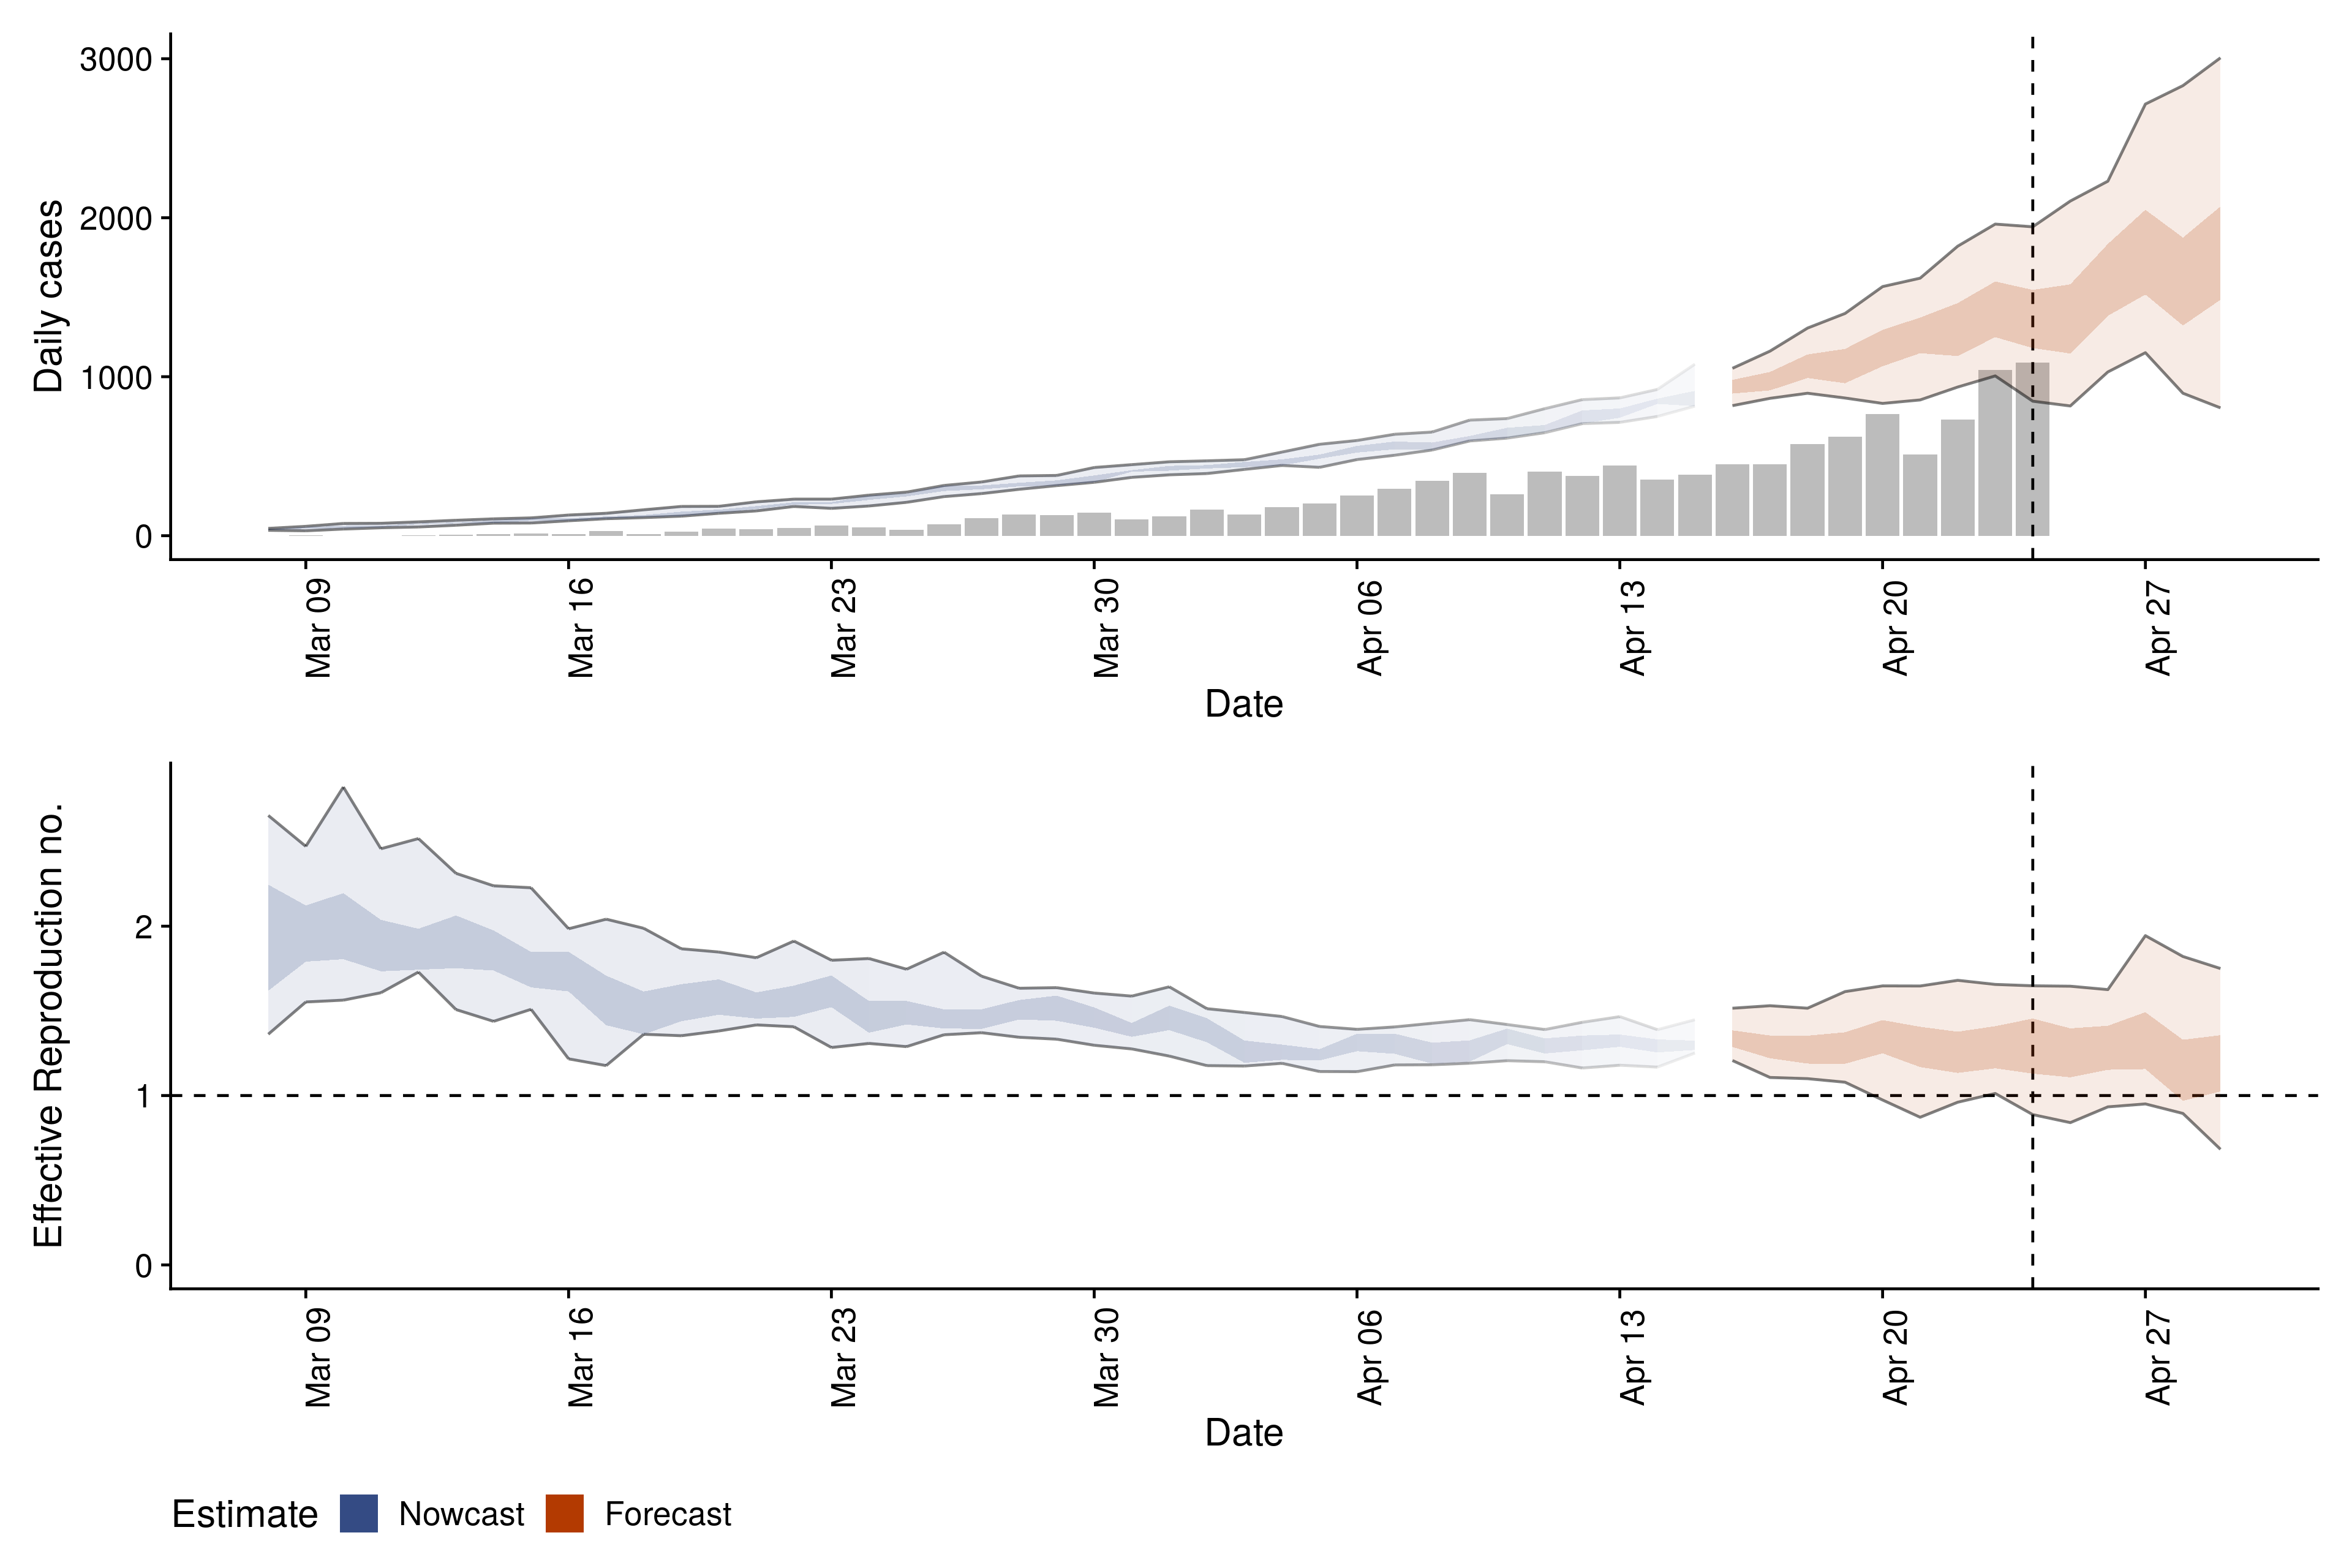 Daily cases
3000
2000
1000
0
Mar 09
Mar 16
Mar 23
Mar 30
Apr 06
Apr 13
Apr 20
Apr 27
Date
Effective Reproduction no.
2
1
0
Mar 09
Mar 16
Mar 23
Mar 30
Apr 06
Apr 13
Apr 20
Apr 27
Date
Estimate Nowcast Forecast